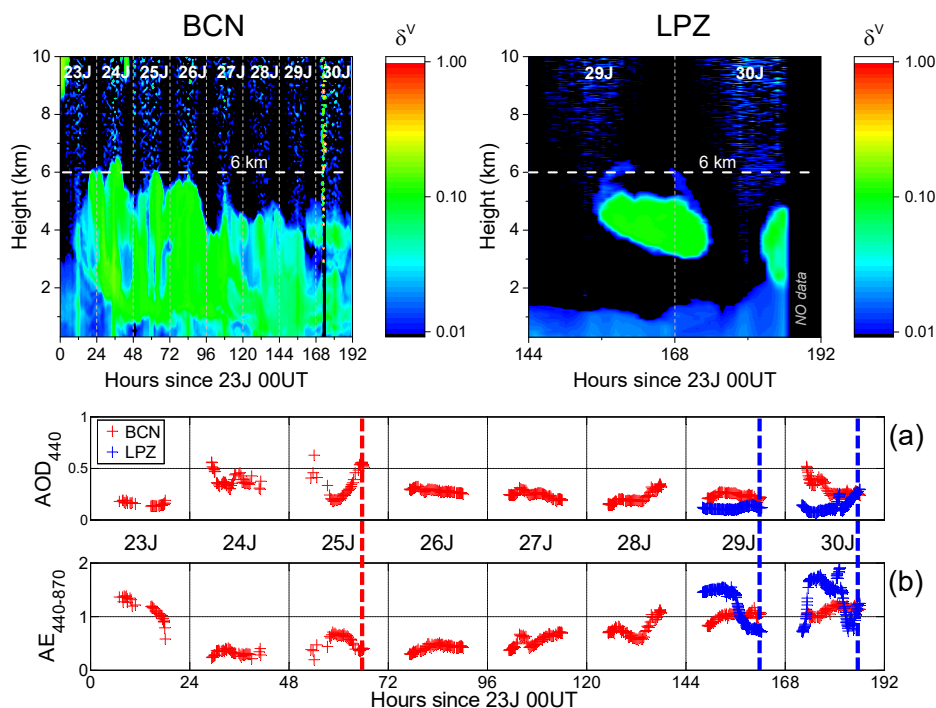 BCN
LPZ
δV
δV
10
8
6
4
2
Height (km)
23J 24J 25J 26J 27J 28J 29J 30J
6 km
0 24 48 72 96 120 144 168 192
Hours since 23J 00UT
1.00
0.10
0.01
10
8
6
4
2
Height (km)
29J 30J
6 km
NO data
144 168 192
Hours since 23J 00UT
1.00
0.10
0.01
1
0.5
0
AOD440
BCN
LPZ
(a)
23J 24J 25J 26J 27J 28J 29J 30J
2
1
0
AE440-870
(b)
0 24 48 72 96 120 144 168 192
Hours since 23J 00UT